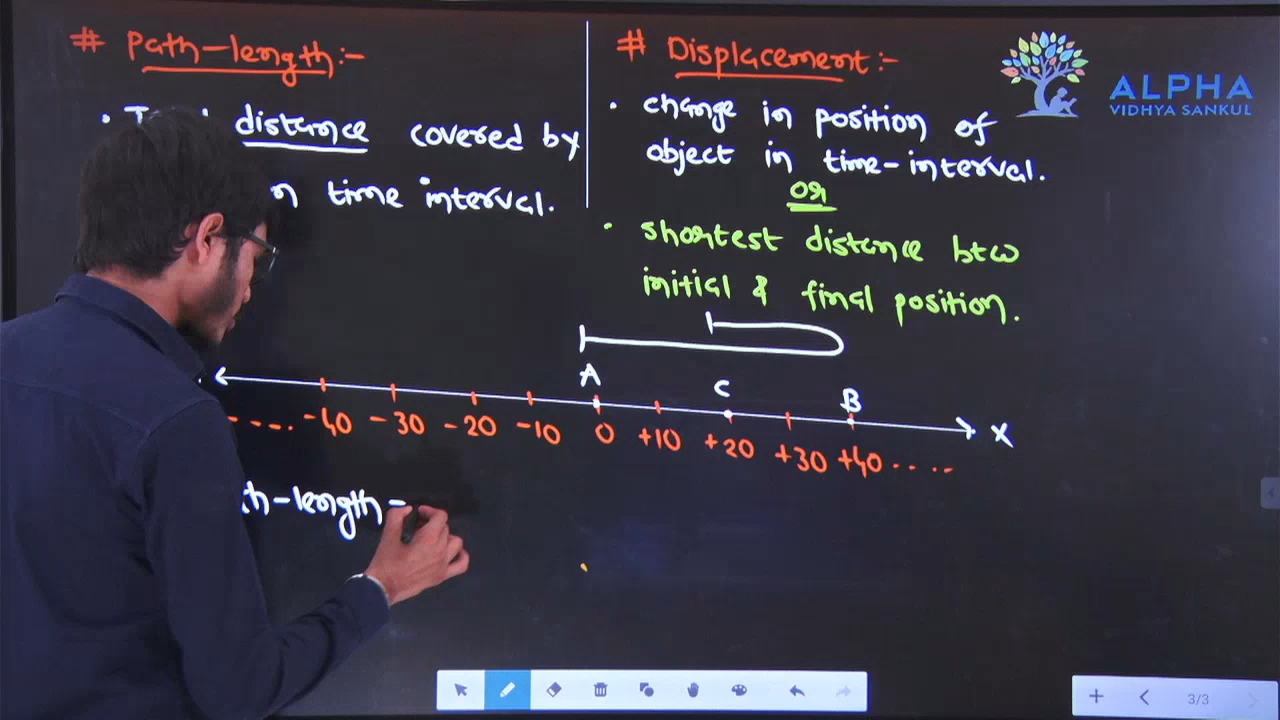 # Path-length:-
• distance covered by
time interval.
# Displacement:-
• change in position of
object in time-interval.
OR
• shortest distance btw
initial & final position.
ALPHA
VIDHYA SANKUL
A C B
X
.... -40 -30 -20 -10 0 +10 +20 +30 +40 ....
-length =
3/3